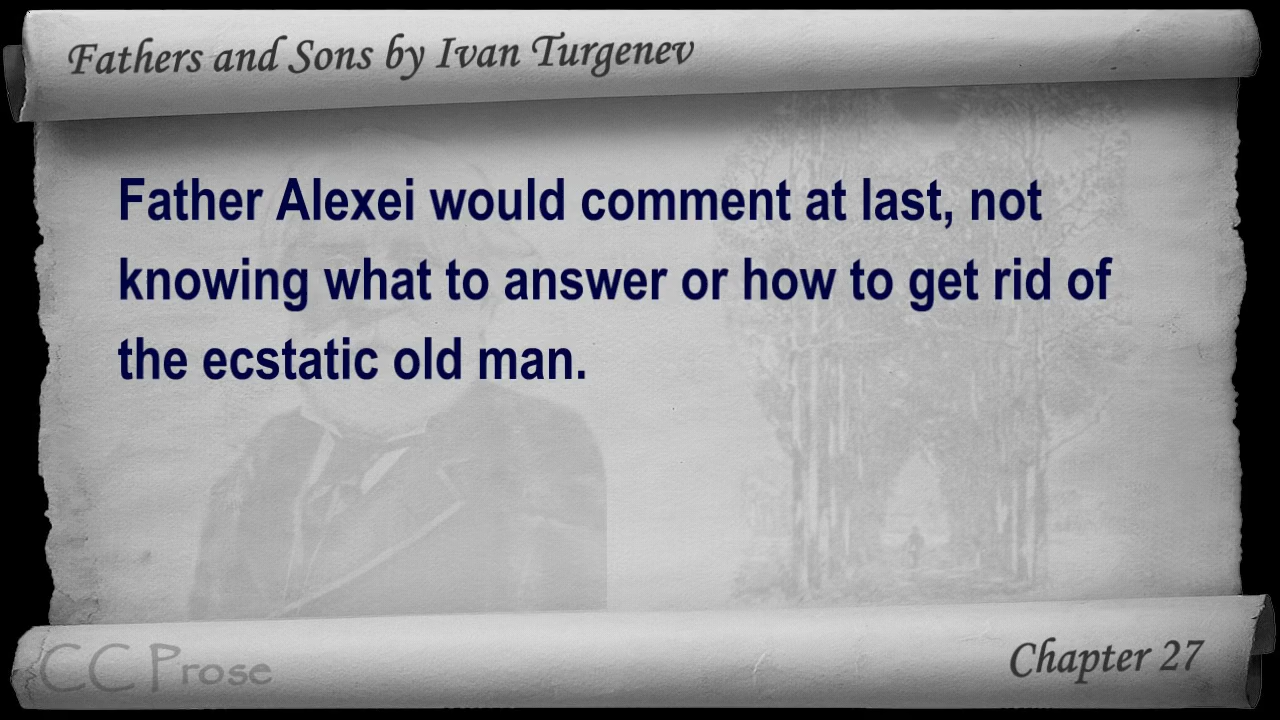 Fathers and Sons by Ivan Turgenev
Father Alexei would comment at last, not
knowing what to answer or how to get rid of
the ecstatic old man.
CC Prose
Chapter 27